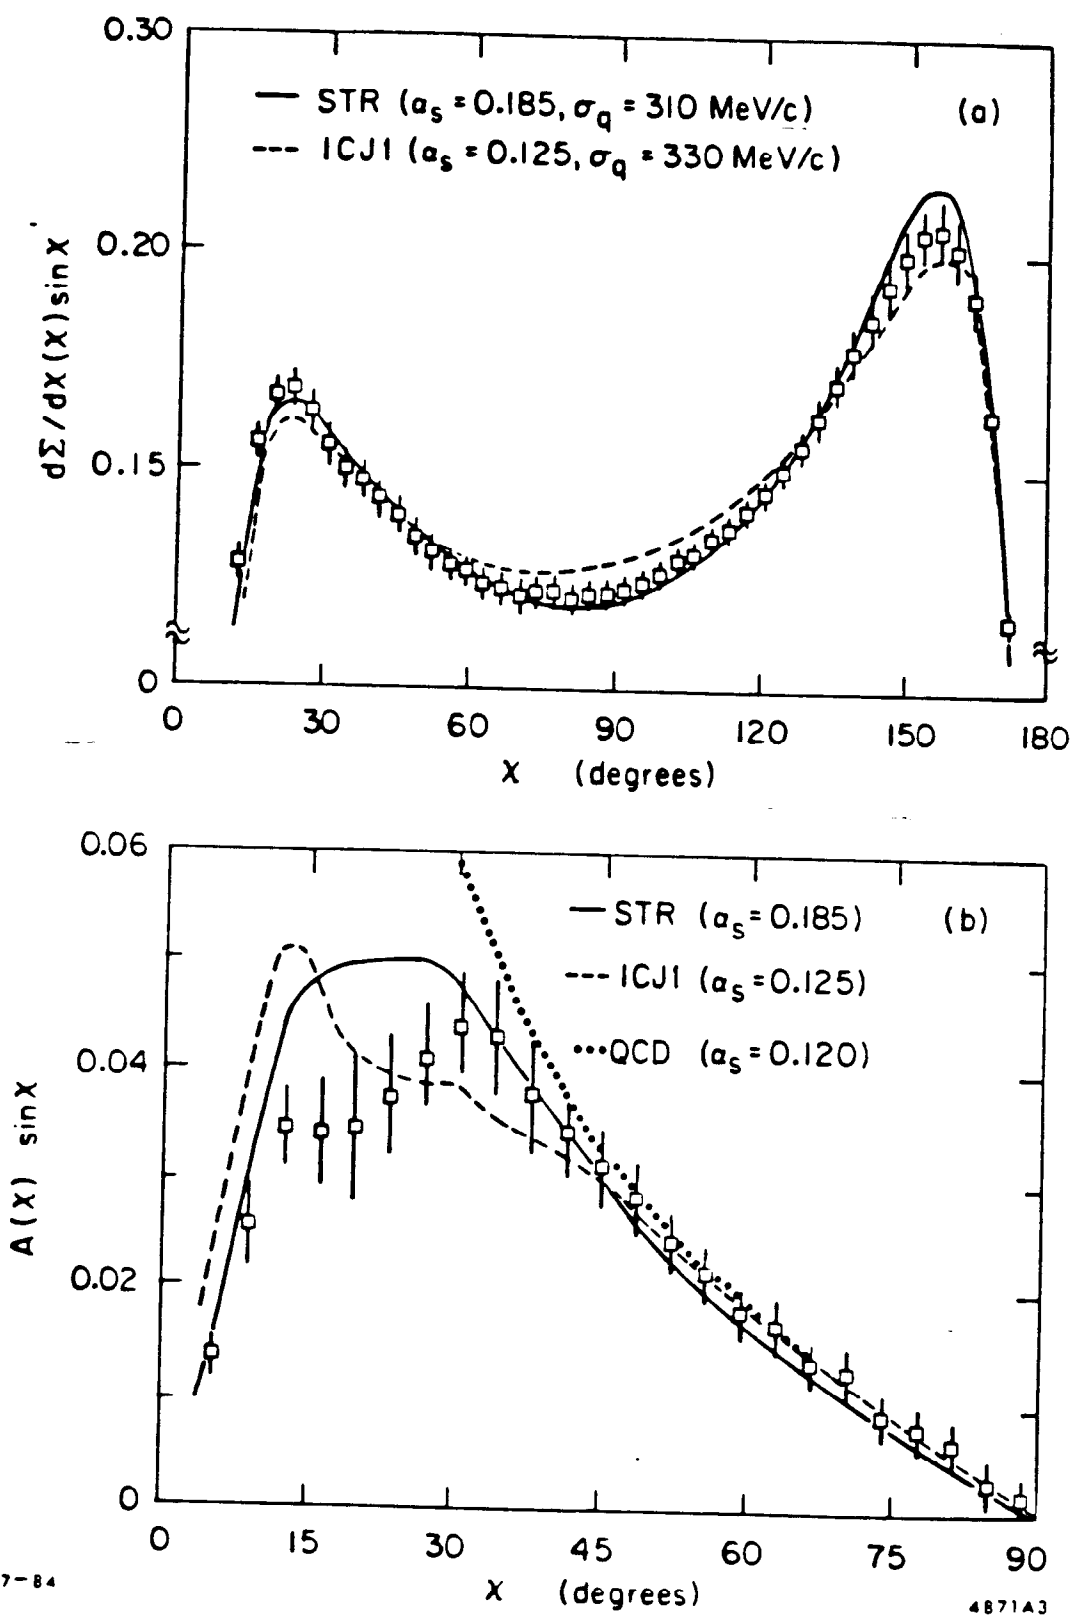 0.30
— STR (αs = 0.185, σq = 310 MeV/c) (a)
--- ICJ1 (αs = 0.125, σq = 330 MeV/c)
0.20
dΣ/dχ(χ)sinχ
0.15
0
0 30 60 90 120 150 180
χ (degrees)
0.06
— STR (αs = 0.185) (b)
--- ICJ1 (αs = 0.125)
•••QCD (αs = 0.120)
0.04
A(χ) sinχ
0.02
0
0 15 30 45 60 75 90
χ (degrees)
7-84
4871A3